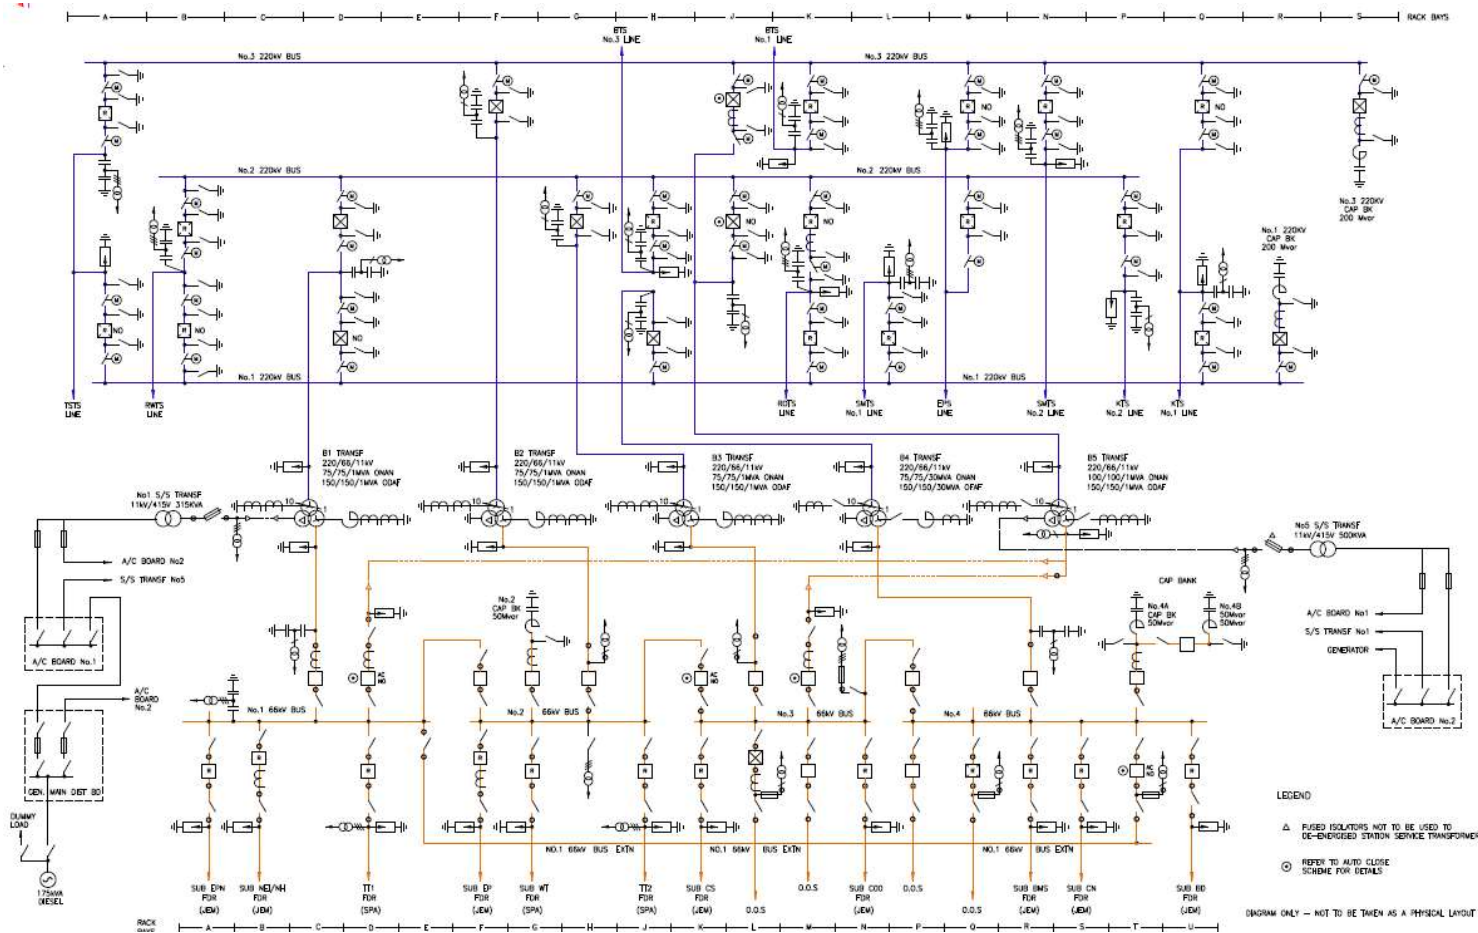 A B C D E F G H J K L M N P Q R S RACK BAYS
BTS
No.3 LINE
BTS
No.1 LINE
No.3 220kV BUS
No.3 220kV BUS
NO
NO
No.2 220kV BUS
No.2 220kV BUS
NO
NO
No.3 220KV
CAP BK
200 Mvar
No.1 220KV
CAP BK
200 Mvar
NO
NO
NO
No.1 220kV BUS
No.1 220kV BUS
TSTS
LINE
RWTS
LINE
ROTS
LINE
SMTS
No.1 LINE
EPS
LINE
SMTS
No.2 LINE
KTS
No.2 LINE
KTS
No.1 LINE
B1 TRANSF
220/66/11kV
75/75/1MVA ONAN
150/150/1MVA ODAF
B2 TRANSF
220/66/11kV
75/75/1MVA ONAN
150/150/1MVA ODAF
B3 TRANSF
220/66/11kV
75/75/1MVA ONAN
150/150/1MVA ODAF
B4 TRANSF
220/66/11kV
75/75/30MVA ONAN
150/150/30MVA OFAF
B5 TRANSF
220/66/11kV
100/100/1MVA ONAN
150/150/1MVA ODAF
No1 S/S TRANSF
11kV/415V 315KVA
10
1
10
1
10
1
10
1
10
1
No5 S/S TRANSF
11kV/415V 500KVA
A/C BOARD No2
S/S TRANSF No5
A/C BOARD No.1
A/C
BOARD
No.2
GEN. MAIN DIST BD
DUMMY
LOAD
175kVA
DIESEL
No.2
CAP BK
50Mvar
CAP BANK
No.4A
CAP BK
50Mvar
No.4B
CAP BK
50Mvar
A/C BOARD No1
S/S TRANSF No1
GENERATOR
A/C BOARD No.2
No.1 66kV BUS
No.2 66kV BUS
No.3 66kV BUS
No.4 66kV BUS
NO.1 66kV BUS EXTN
NO.1 66kV BUS EXTN
NO.1 66kV BUS EXTN
SUB EPN
FDR
(JEM)
SUB NEI/NH
FDR
(JEM)
TT1
FDR
(SPA)
SUB EP
FDR
(JEM)
SUB WT
FDR
(SPA)
TT2
FDR
(SPA)
SUB CS
FDR
(JEM)
O.O.S
O.O.S
SUB COO
FDR
(JEM)
O.O.S
O.O.S
SUB BMS
FDR
(JEM)
SUB CN
FDR
(JEM)
SUB BD
FDR
(JEM)
LEGEND
FUSED ISOLATORS NOT TO BE USED TO
DE-ENERGISED STATION SERVICE TRANSFORMER
REFER TO AUTO CLOSE
SCHEME FOR DETAILS
DIAGRAM ONLY – NOT TO BE TAKEN AS A PHYSICAL LAYOUT
RACK
BAYS
A B C D E F G H J K L M N P Q R S T U